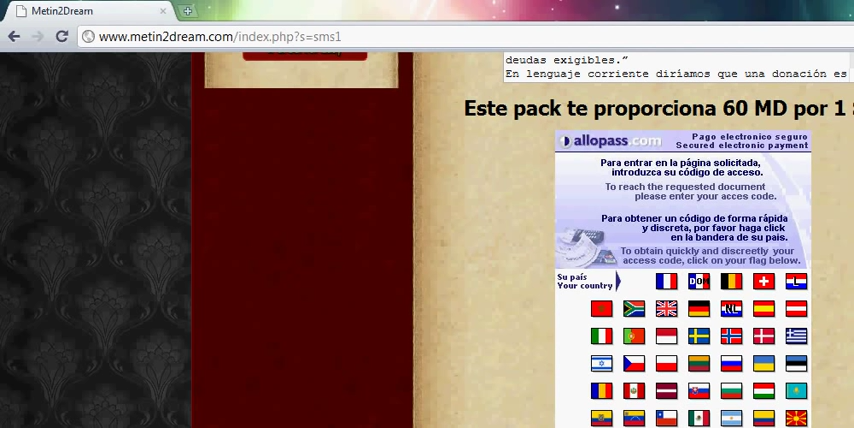 Metin2Dream
www.metin2dream.com/index.php?s=sms1
deudas exigibles."
En lenguaje corriente diríamos que una donación es
Este pack te proporciona 60 MD por 1
allopass.com
Pago electronico seguro
Secured electronic payment
Para entrar en la página solicitada,
introduzca su código de acceso.
To reach the requested document
please enter your acces code.
Para obtener un código de forma rápida
y discreta, por favor haga click
en la bandera de su pais.
To obtain quickly and discreetly your
access code, click on your flag below.
Su país
Your country
DOM
L
NL